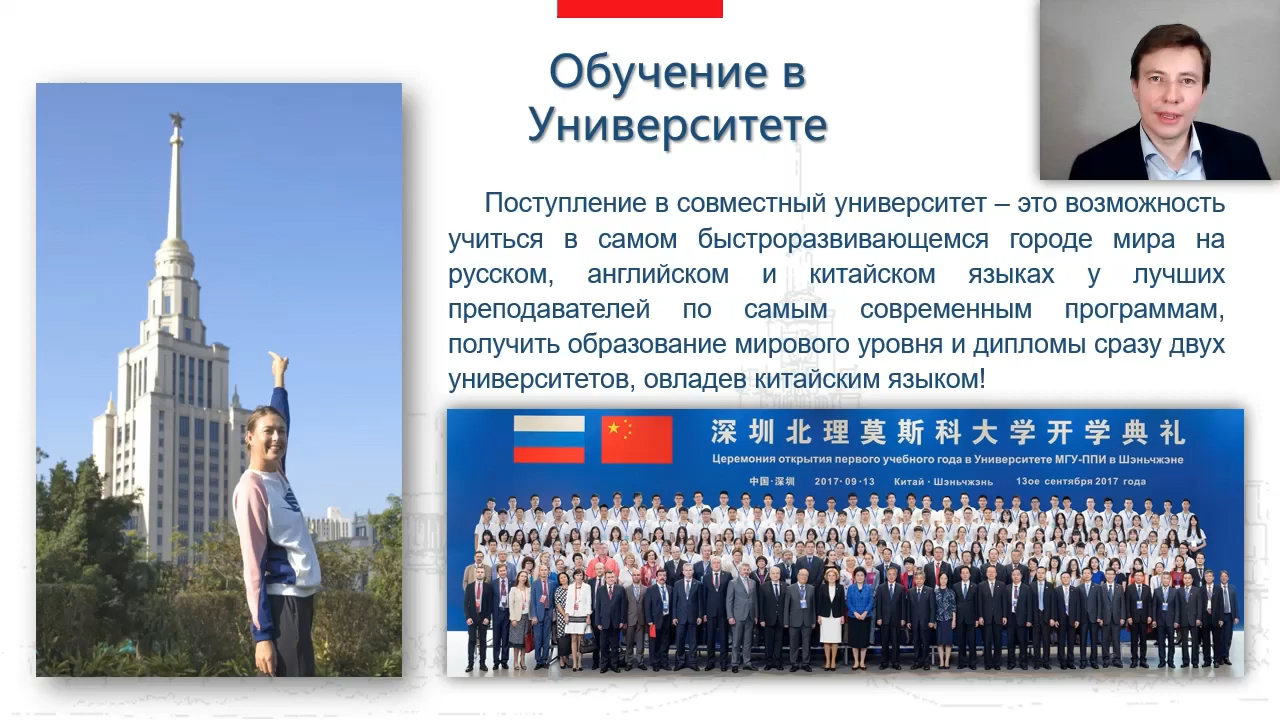 Обучение в
Университете
Поступление в совместный университет – это возможность
учиться в самом быстроразвивающемся городе мира на
русском, английском и китайском языках у лучших
преподавателей по самым современным программам,
получить образование мирового уровня и дипломы сразу двух
университетов, овладев китайским языком!
深圳北理莫斯科大学开学典礼
Церемония открытия первого учебного года в Университете МГУ-ППИ в Шэньчжэне
中国·深圳 2017·09·13 Китай · Шэньчжэнь 13ое сентября 2017 года